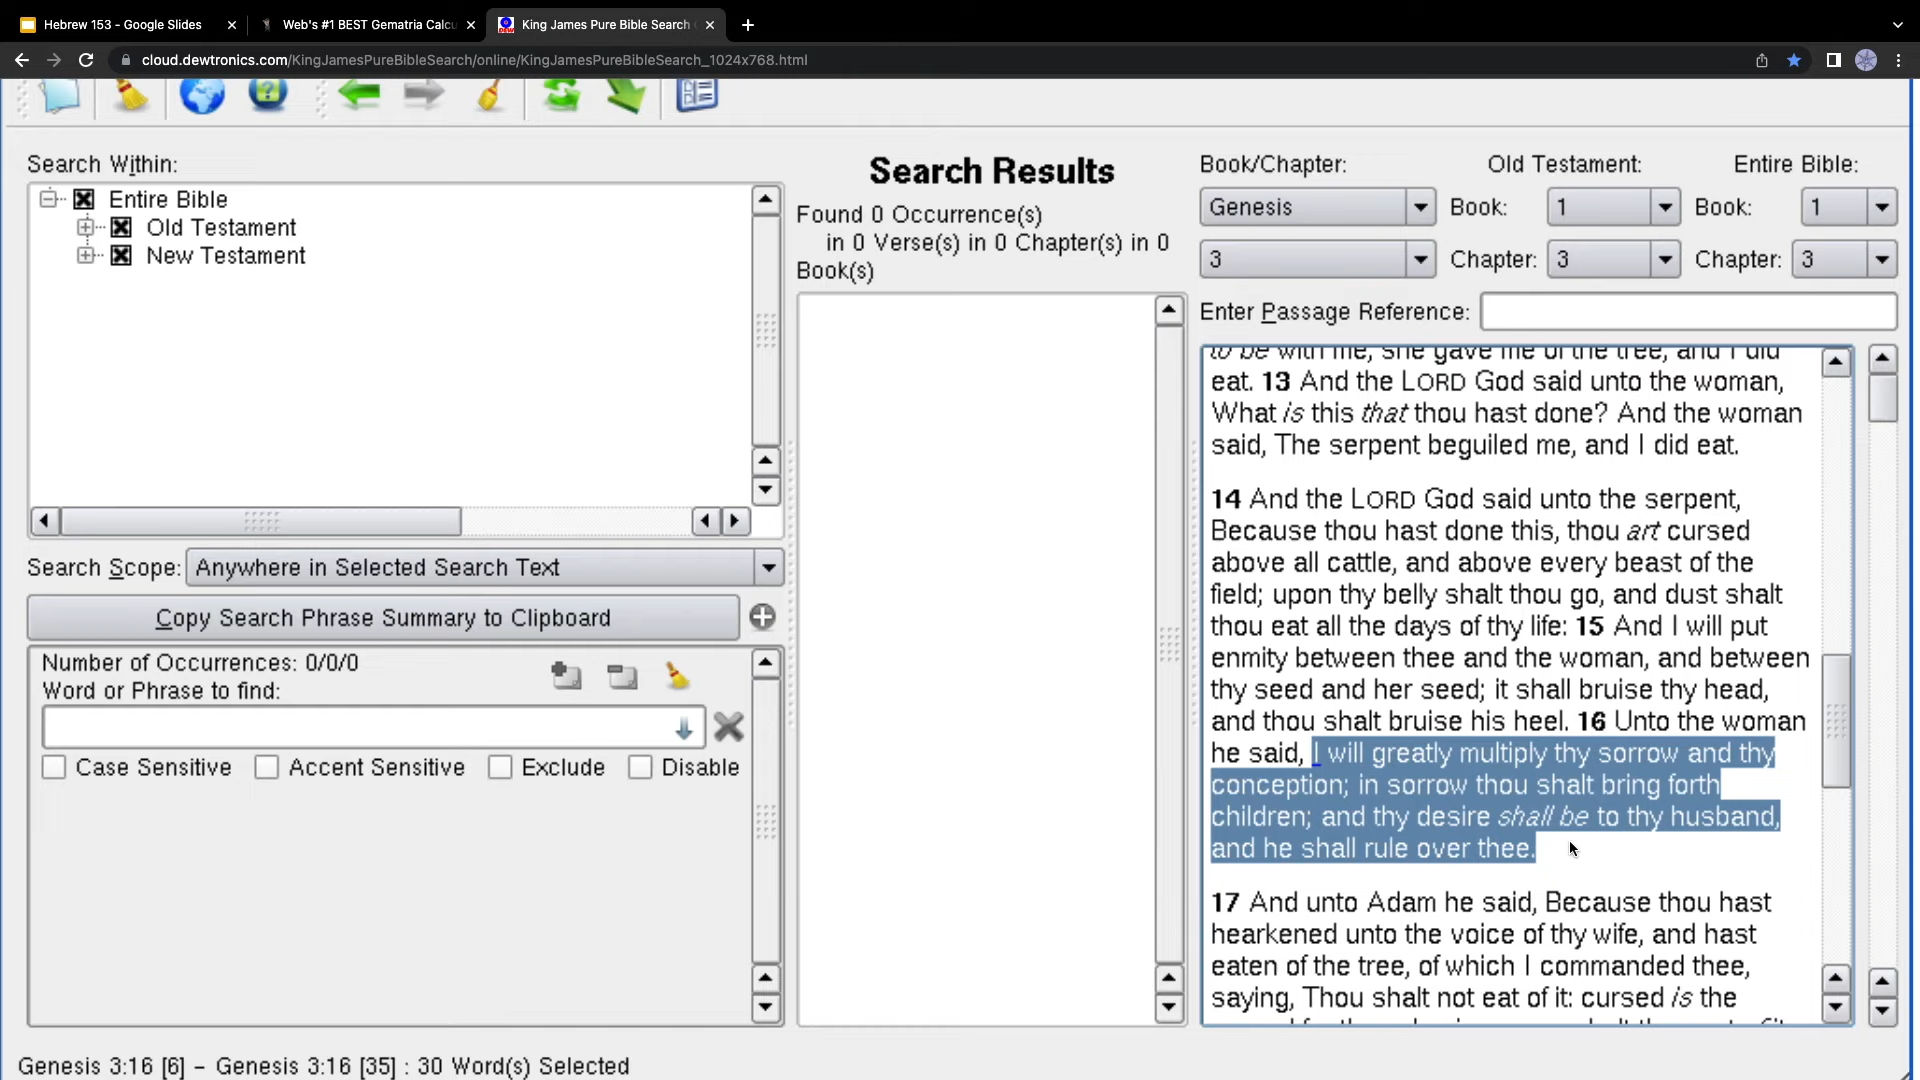 Hebrew 153 - Google Slides
Web's #1 BEST Gematria Calcu
King James Pure Bible Search
cloud.dewtronics.com/KingJamesPureBibleSearch/online/KingJamesPureBibleSearch_1024x768.html
Search Within:
Entire Bible
Old Testament
New Testament
Search Scope: Anywhere in Selected Search Text
Copy Search Phrase Summary to Clipboard
Number of Occurrences: 0/0/0
Word or Phrase to find:
Case Sensitive Accent Sensitive Exclude Disable
Search Results
Found 0 Occurrence(s)
in 0 Verse(s) in 0 Chapter(s) in 0
Book(s)
Book/Chapter: Old Testament: Entire Bible:
Genesis Book: 1 Book: 1
3 Chapter: 3 Chapter: 3
Enter Passage Reference:
to be with me, she gave me of the tree, and I did
eat. 13 And the LORD God said unto the woman,
What is this that thou hast done? And the woman
said, The serpent beguiled me, and I did eat.
14 And the LORD God said unto the serpent,
Because thou hast done this, thou art cursed
above all cattle, and above every beast of the
field; upon thy belly shalt thou go, and dust shalt
thou eat all the days of thy life: 15 And I will put
enmity between thee and the woman, and between
thy seed and her seed; it shall bruise thy head,
and thou shalt bruise his heel. 16 Unto the woman
he said, I will greatly multiply thy sorrow and thy
conception; in sorrow thou shalt bring forth
children; and thy desire shall be to thy husband,
and he shall rule over thee.
17 And unto Adam he said, Because thou hast
hearkened unto the voice of thy wife, and hast
eaten of the tree, of which I commanded thee,
saying, Thou shalt not eat of it: cursed is the
Genesis 3:16 [6] - Genesis 3:16 [35] : 30 Word(s) Selected